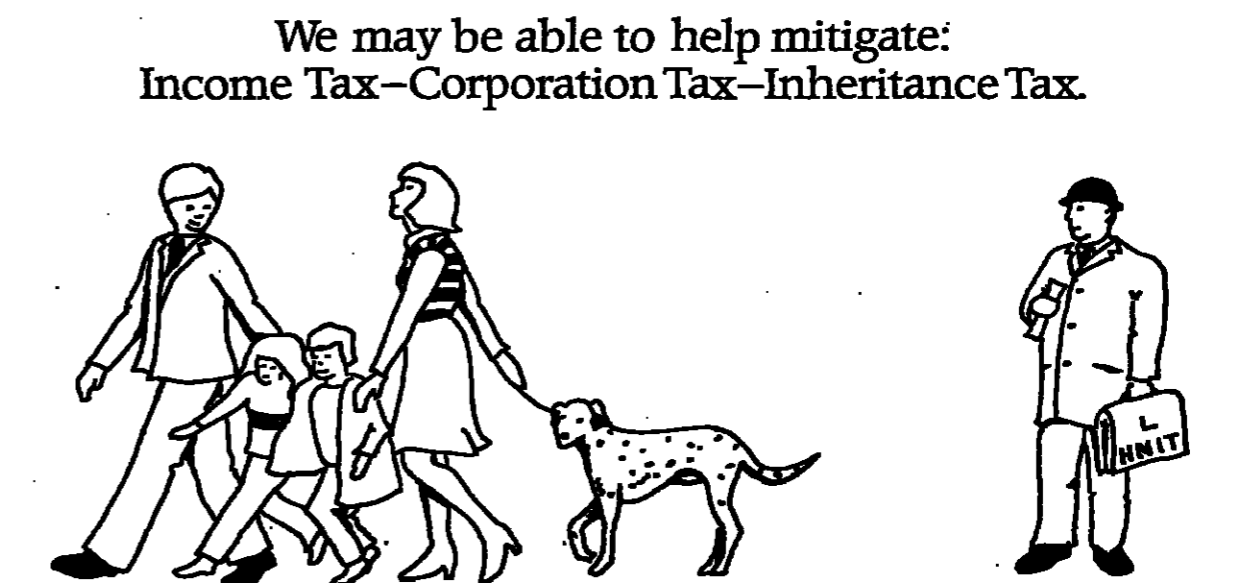 We may be able to help mitigate:
Income Tax–Corporation Tax–Inheritance Tax.
L
HNIT